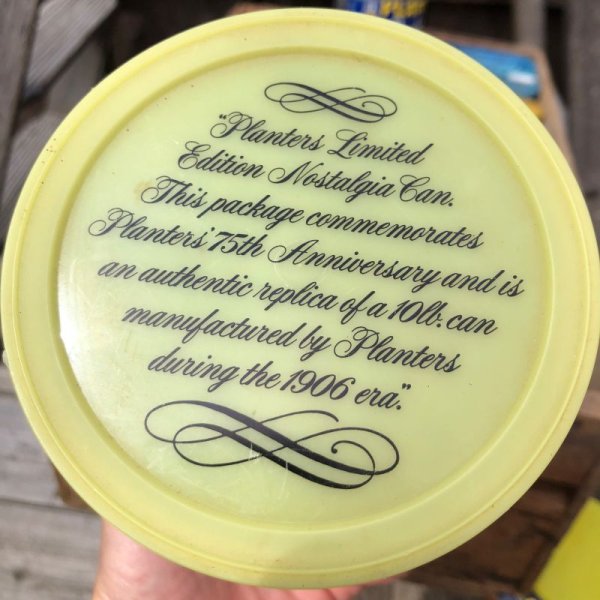 "Planters Limited
Edition Nostalgia Can.
This package commemorates
Planters' 75th Anniversary and is
an authentic replica of a 10lb. can
manufactured by Planters
during the 1906 era."